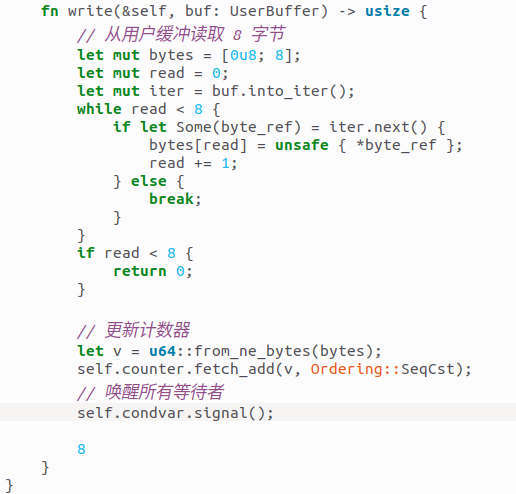 fn write(&self, buf: UserBuffer) -> usize {
        // 从用户缓冲读取 8 字节
        let mut bytes = [0u8; 8];
        let mut read = 0;
        let mut iter = buf.into_iter();
        while read < 8 {
            if let Some(byte_ref) = iter.next() {
                bytes[read] = unsafe { *byte_ref };
                read += 1;
            } else {
                break;
            }
        }
        if read < 8 {
            return 0;
        }

        // 更新计数器
        let v = u64::from_ne_bytes(bytes);
        self.counter.fetch_add(v, Ordering::SeqCst);
        // 唤醒所有等待者
        self.condvar.signal();

        8
    }
}